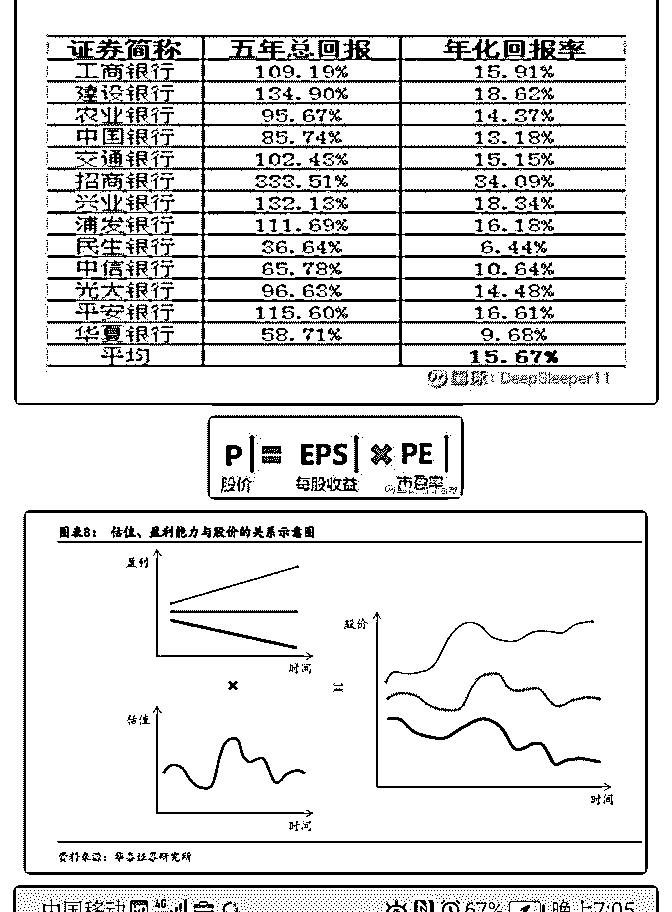 证券简称 五年总回报 年化回报率
工商银行 109.19% 15.91%
建设银行 134.90% 18.62%
农业银行 95.67% 14.37%
中国银行 85.74% 13.18%
交通银行 102.43% 15.15%
招商银行 333.51% 34.09%
兴业银行 132.13% 18.34%
浦发银行 111.69% 16.18%
民生银行 36.64% 6.44%
中信银行 65.78% 10.64%
光大银行 96.63% 14.48%
平安银行 115.60% 16.61%
华夏银行 58.71% 9.68%
平均 15.67%
雪球：DeepSleeper11
P = EPS × PE
股价 每股收益 市盈率
图表8： 估值、盈利能力与股价的关系示意图
盈利
时间
×
估值
时间
=
股价
时间
资料来源：华泰证券研究所
中国移动 4G 67% 晚上7:05